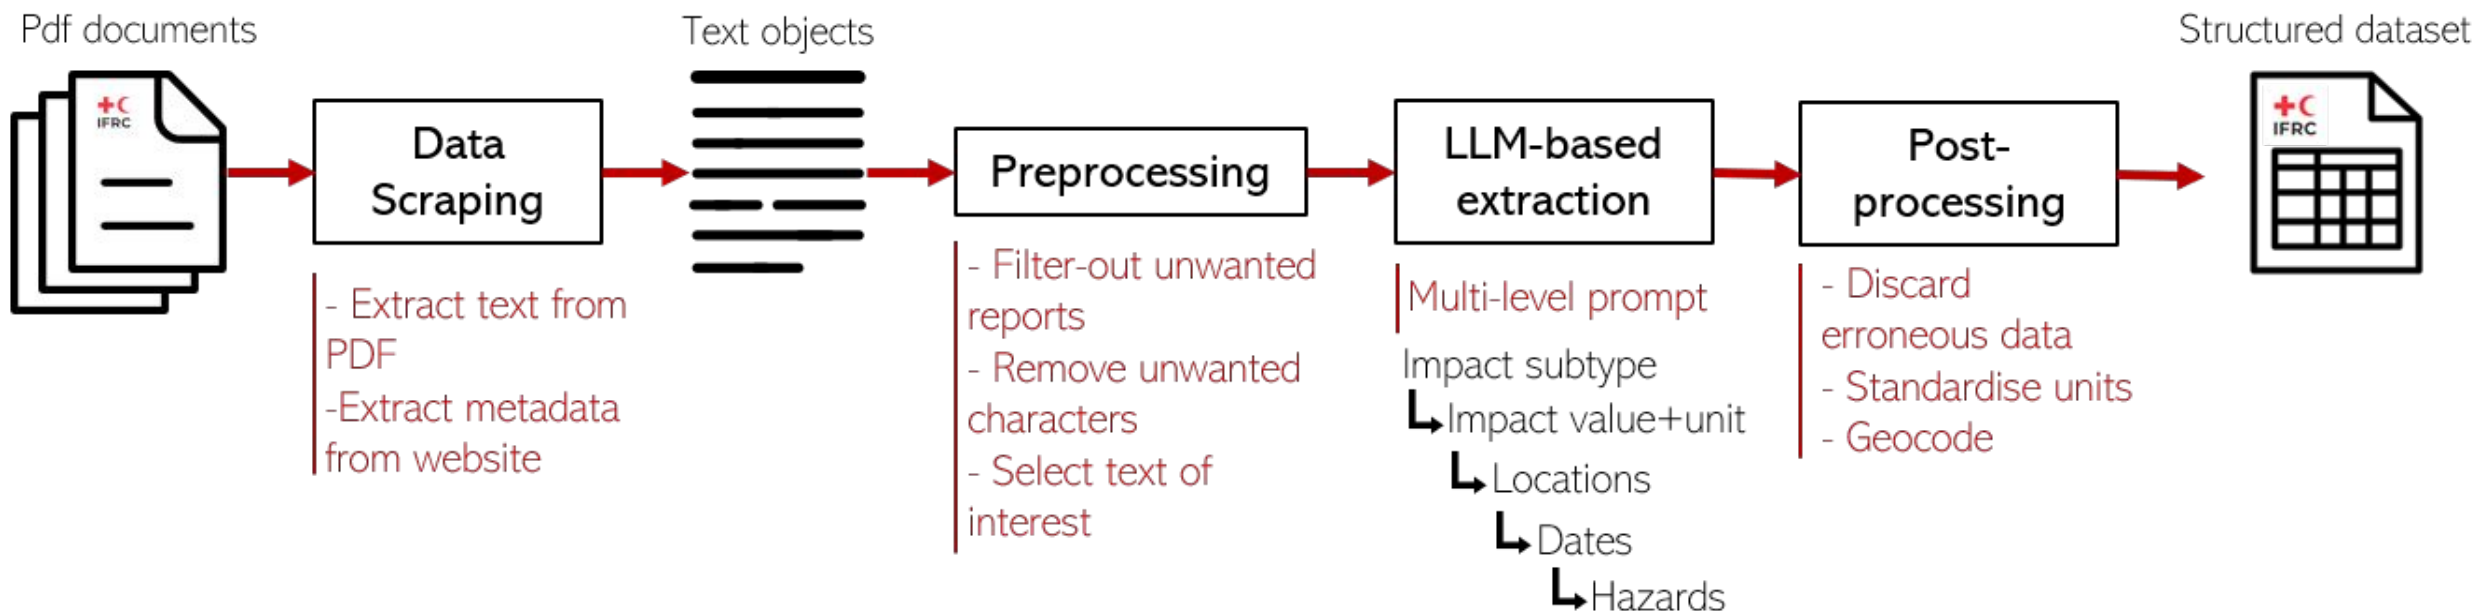 Pdf documents
IFRC
Data
Scraping
- Extract text from
PDF
-Extract metadata
from website
Text objects
Preprocessing
- Filter-out unwanted
reports
- Remove unwanted
characters
- Select text of
interest
LLM-based
extraction
Multi-level prompt
Impact subtype
Impact value+unit
Locations
Dates
Hazards
Post-
processing
- Discard
erroneous data
- Standardise units
- Geocode
Structured dataset
IFRC